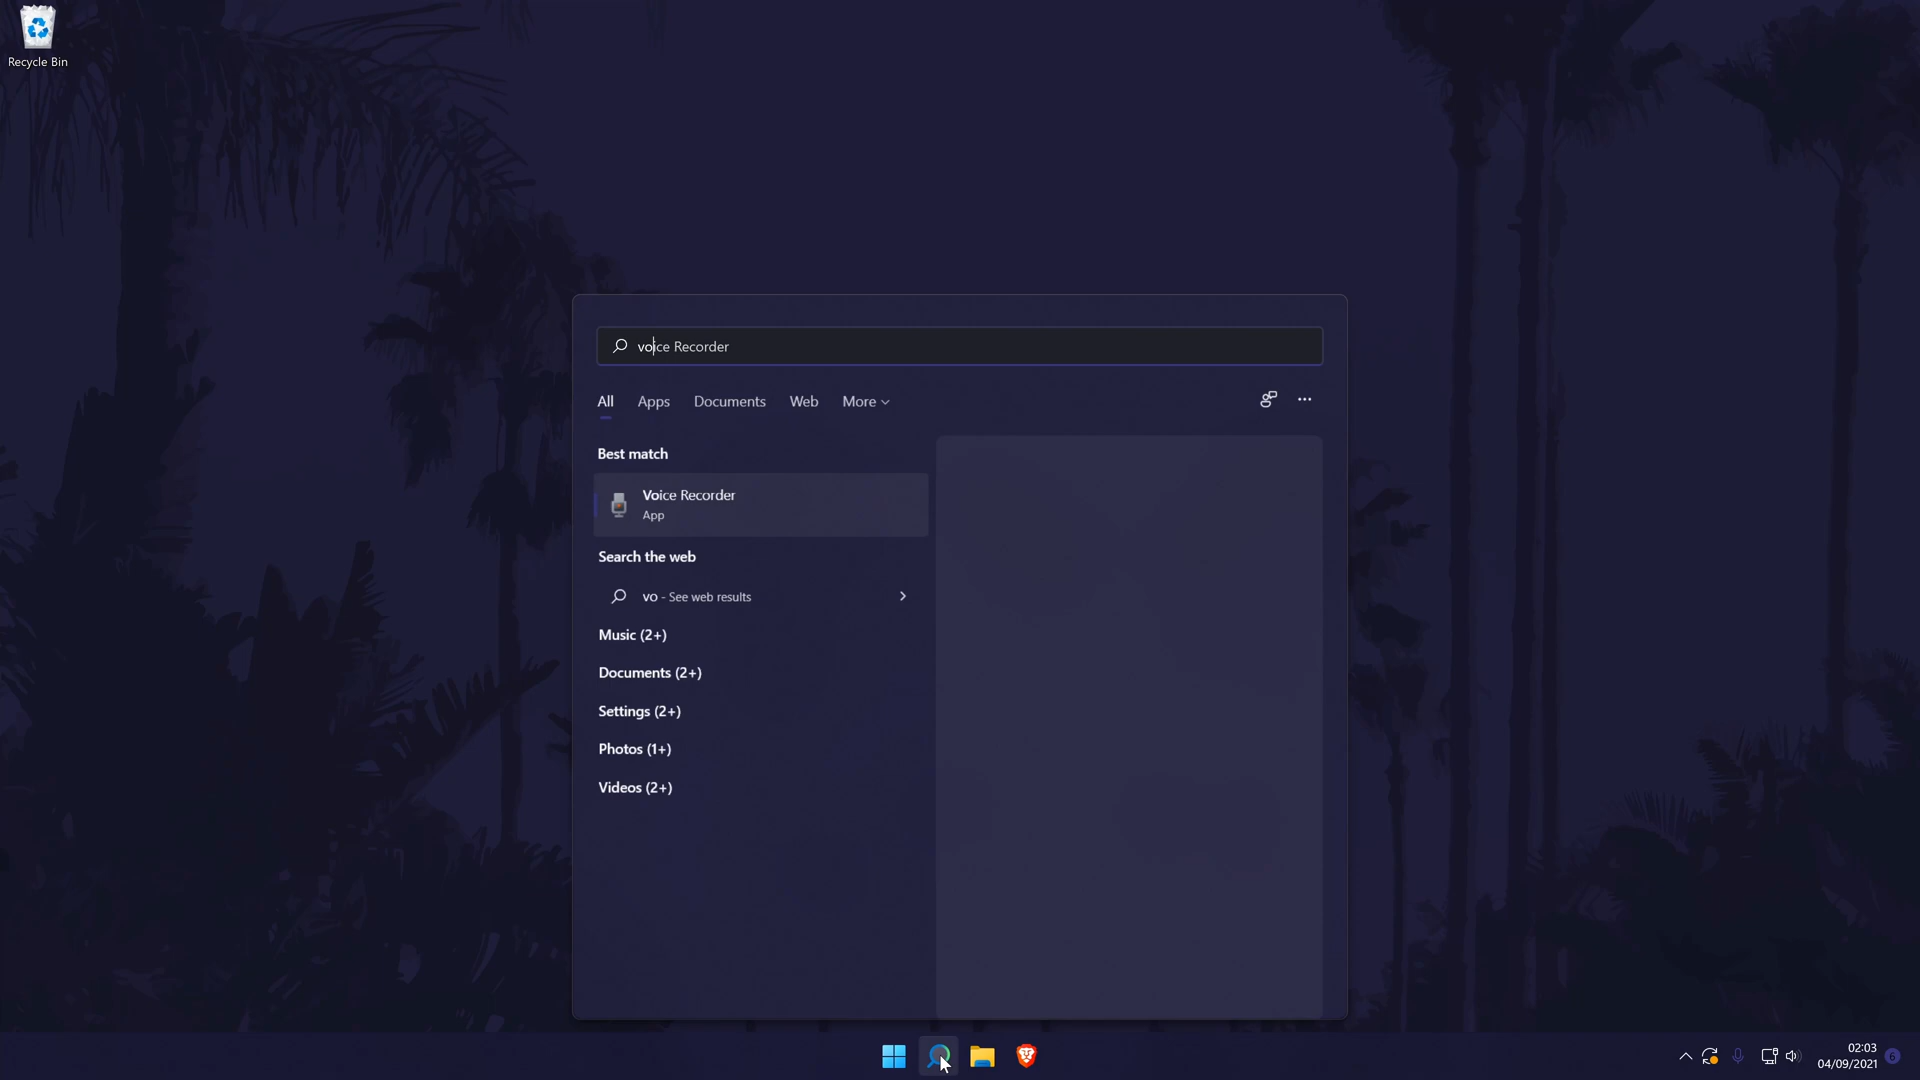 Recycle Bin
voice Recorder
All Apps Documents Web More
Best match
Voice Recorder
App
Search the web
vo - See web results
Music (2+)
Documents (2+)
Settings (2+)
Photos (1+)
Videos (2+)
02:03
04/09/2021
6